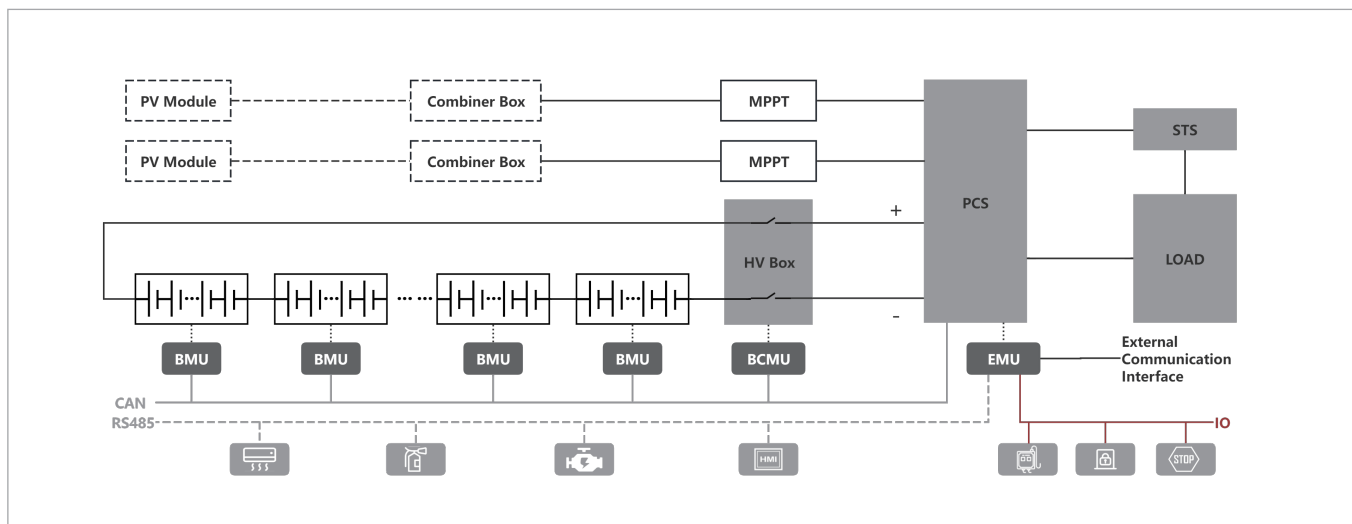 PV Module
Combiner Box
MPPT
PV Module
Combiner Box
MPPT
PCS
STS
LOAD
+
HV Box
-
BMU
BMU
BMU
BMU
BCMU
EMU
External
Communication
Interface
CAN
RS485
IO
HMI
STOP